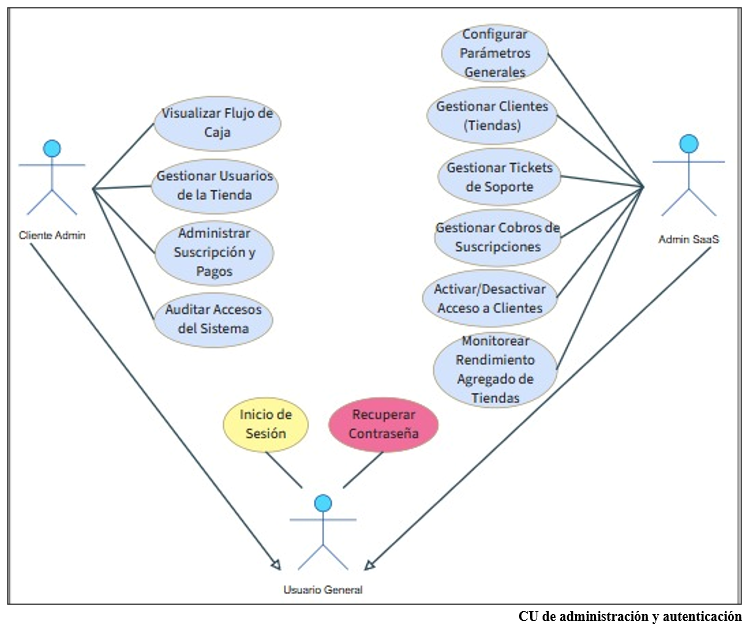 Configurar
Parámetros
Generales
Visualizar Flujo de
Caja
Gestionar Clientes
(Tiendas)
Gestionar Usuarios
de la Tienda
Gestionar Tickets
de Soporte
Cliente Admin
Admin SaaS
Administrar
Suscripción y
Pagos
Gestionar Cobros de
Suscripciones
Auditar Accesos
del Sistema
Activar/Desactivar
Acceso a Clientes
Monitorear
Rendimiento
Agregado de
Tiendas
Inicio de
Sesión
Recuperar
Contraseña
Usuario General
CU de administración y autenticación